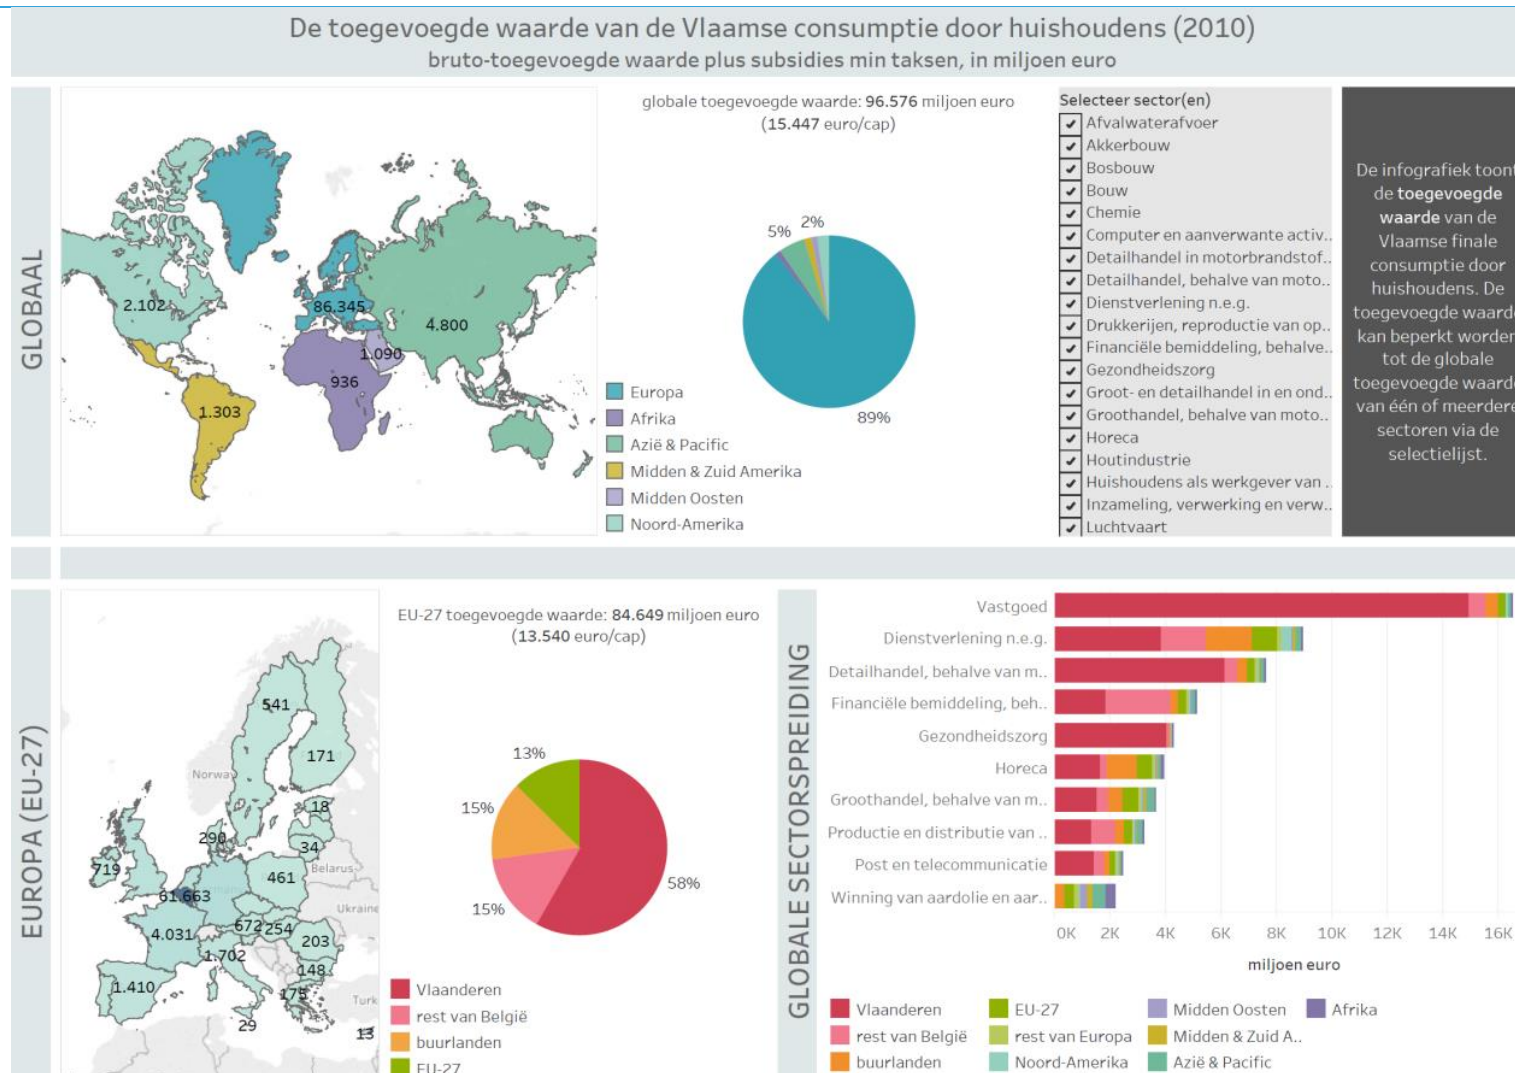 De toegevoegde waarde van de Vlaamse consumptie door huishoudens (2010)
bruto-toegevoegde waarde plus subsidies min taksen, in miljoen euro
GLOBAAL
2.102
86.345
4.800
1.090
936
1.303
globale toegevoegde waarde: 96.576 miljoen euro
(15.447 euro/cap)
5%
2%
89%
Europa
Afrika
Azië & Pacific
Midden & Zuid Amerika
Midden Oosten
Noord-Amerika
Selecteer sector(en)
Afvalwaterafvoer
Akkerbouw
Bosbouw
Bouw
Chemie
Computer en aanverwante activ..
Detailhandel in motorbrandstof..
Detailhandel, behalve van moto..
Dienstverlening n.e.g.
Drukkerijen, reproductie van op..
Financiële bemiddeling, behalve..
Gezondheidszorg
Groot- en detailhandel in en ond..
Groothandel, behalve van moto..
Horeca
Houtindustrie
Huishoudens als werkgever van ..
Inzameling, verwerking en verw..
Luchtvaart
De infografiek toont
de toegevoegde
waarde van de
Vlaamse finale
consumptie door
huishoudens. De
toegevoegde waarde
kan beperkt worden
tot de globale
toegevoegde waarde
van één of meerdere
sectoren via de
selectielijst.
EUROPA (EU-27)
541
171
Norway
18
290
34
719
Belarus
461
61.663
Ukraine
672
254
4.031
203
1.702
148
1.410
175
Turk
29
13
EU-27 toegevoegde waarde: 84.649 miljoen euro
(13.540 euro/cap)
13%
15%
15%
58%
Vlaanderen
rest van België
buurlanden
EU-27
GLOBALE SECTORSPREIDING
Vastgoed
Dienstverlening n.e.g.
Detailhandel, behalve van m..
Financiële bemiddeling, beh..
Gezondheidszorg
Horeca
Groothandel, behalve van m..
Productie en distributie van ..
Post en telecommunicatie
Winning van aardolie en aar..
0K 2K 4K 6K 8K 10K 12K 14K 16K
miljoen euro
Vlaanderen EU-27 Midden Oosten Afrika
rest van België rest van Europa Midden & Zuid A..
buurlanden Noord-Amerika Azië & Pacific